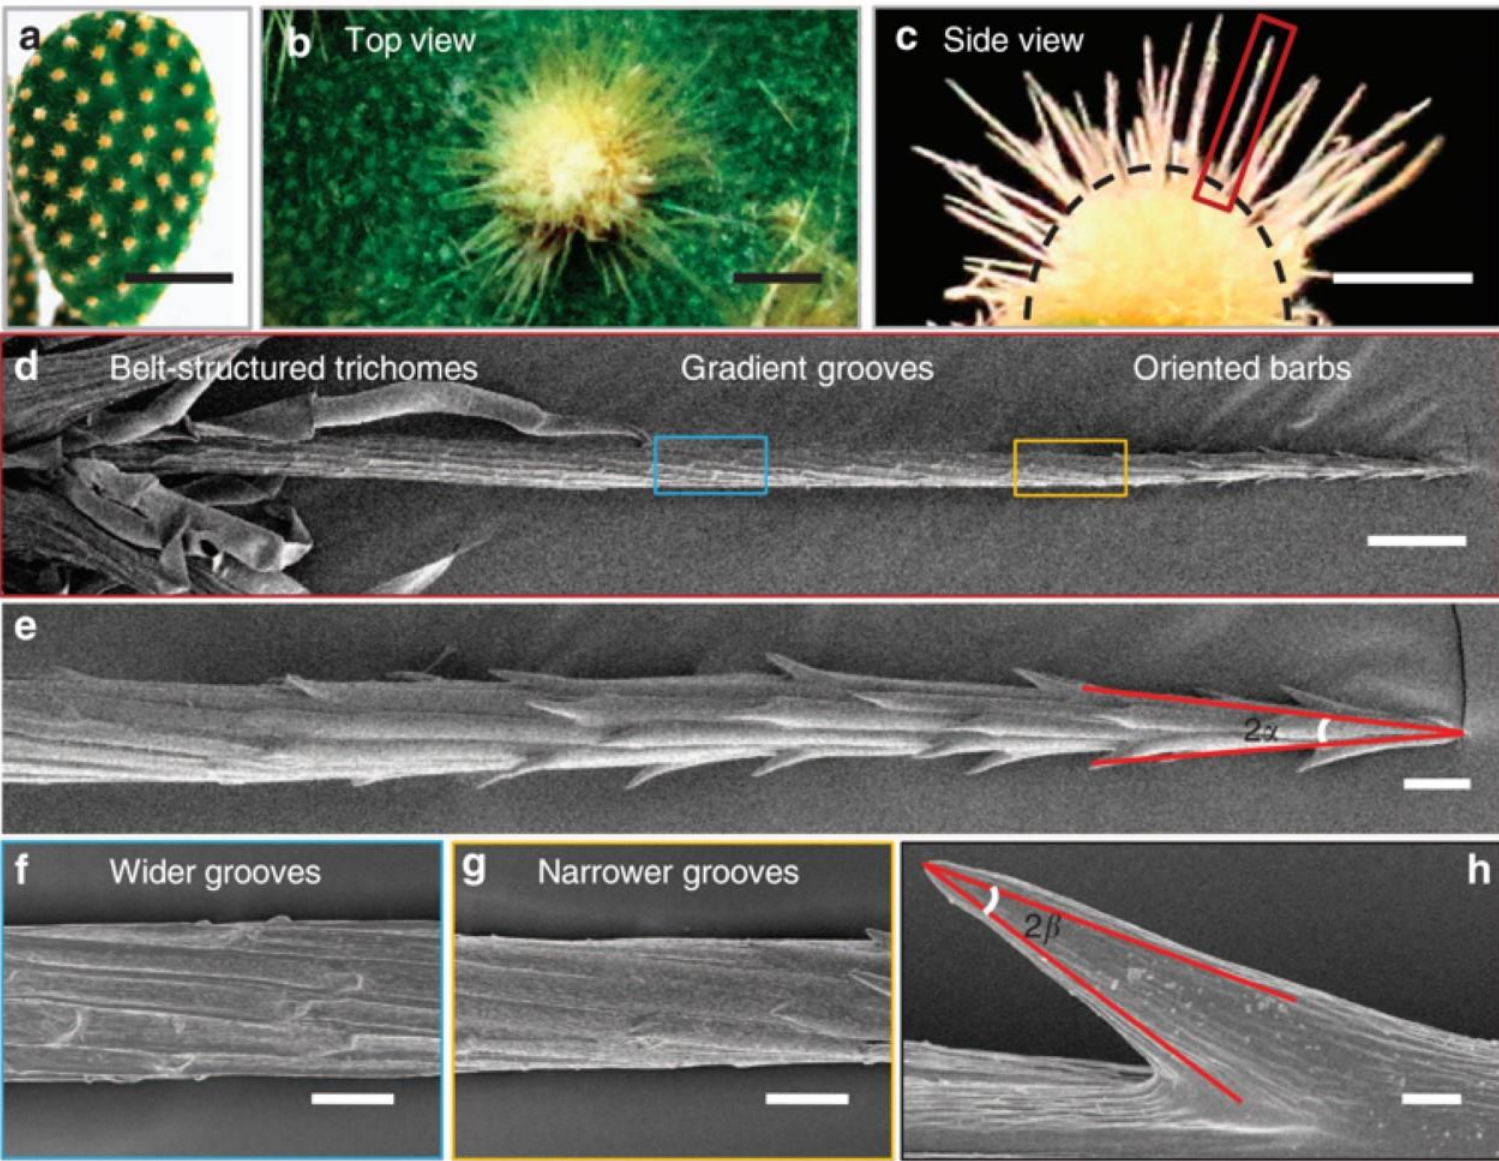 a
b Top view
c Side view
d Belt-structured trichomes Gradient grooves Oriented barbs
e
2α
f Wider grooves
g Narrower grooves
h
2β